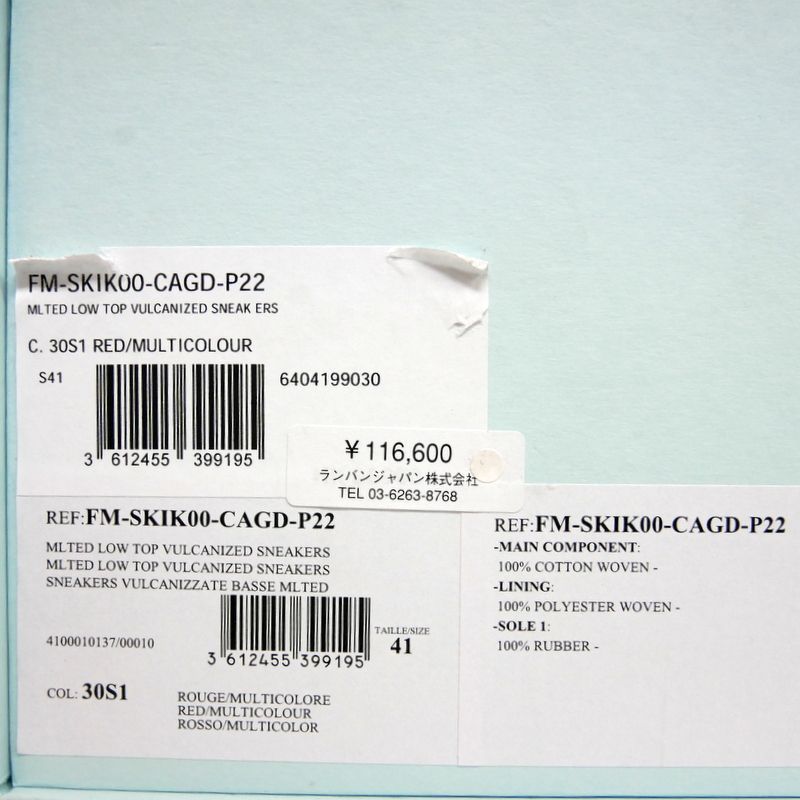 FM-SKIK00-CAGD-P22
MLTED LOW TOP VULCANIZED SNEAK ERS
C. 30S1 RED/MULTICOLOUR
S41
6404199030
3 612455 399195
¥116,600
ランバンジャパン株式会社
TEL 03-6263-8768
REF:FM-SKIK00-CAGD-P22
MLTED LOW TOP VULCANIZED SNEAKERS
MLTED LOW TOP VULCANIZED SNEAKERS
SNEAKERS VULCANIZZATE BASSE MLTED
4100010137/00010
3 612455 399195
TAILLE/SIZE
41
COL: 30S1
ROUGE/MULTICOLORE
RED/MULTICOLOUR
ROSSO/MULTICOLOR
REF:FM-SKIK00-CAGD-P22
-MAIN COMPONENT:
100% COTTON WOVEN -
-LINING:
100% POLYESTER WOVEN -
-SOLE 1:
100% RUBBER -